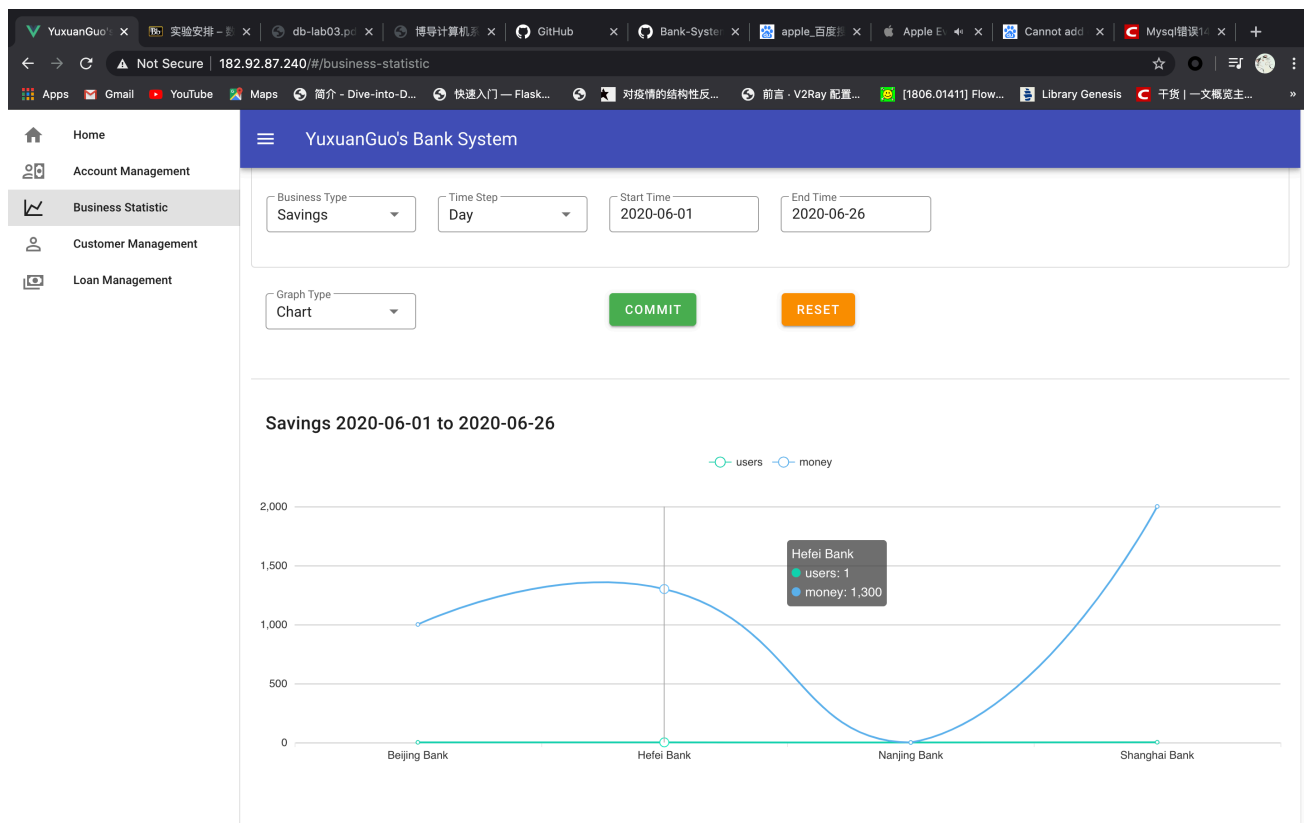 YuxuanGuo's
实验安排 – 数
db-lab03.pd
博导计算机系
GitHub
Bank-System
apple_百度搜
Apple Ev
Cannot add
Mysql错误14
Not Secure | 182.92.87.240/#/business-statistic
Apps Gmail YouTube Maps 简介 - Dive-into-D... 快速入门 — Flask... 对疫情的结构性反... 前言 · V2Ray 配置... [1806.01411] Flow... Library Genesis 干货 | 一文概览主... »
Home
Account Management
Business Statistic
Customer Management
Loan Management
YuxuanGuo's Bank System
Business Type
Savings
Time Step
Day
Start Time
2020-06-01
End Time
2020-06-26
Graph Type
Chart
COMMIT
RESET
Savings 2020-06-01 to 2020-06-26
users money
2,000
1,500
1,000
500
0
Hefei Bank
users: 1
money: 1,300
Beijing Bank Hefei Bank Nanjing Bank Shanghai Bank